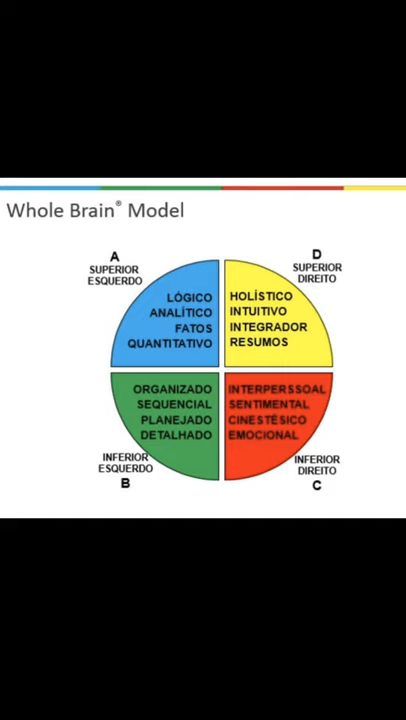 Whole Brain® Model
A
SUPERIOR
ESQUERDO
LÓGICO
ANALÍTICO
FATOS
QUANTITATIVO
D
SUPERIOR
DIREITO
HOLÍSTICO
INTUITIVO
INTEGRADOR
RESUMOS
ORGANIZADO
SEQUENCIAL
PLANEJADO
DETALHADO
INFERIOR
ESQUERDO
B
INTERPERSSOAL
SENTIMENTAL
CINESTÉSICO
EMOCIONAL
INFERIOR
DIREITO
C